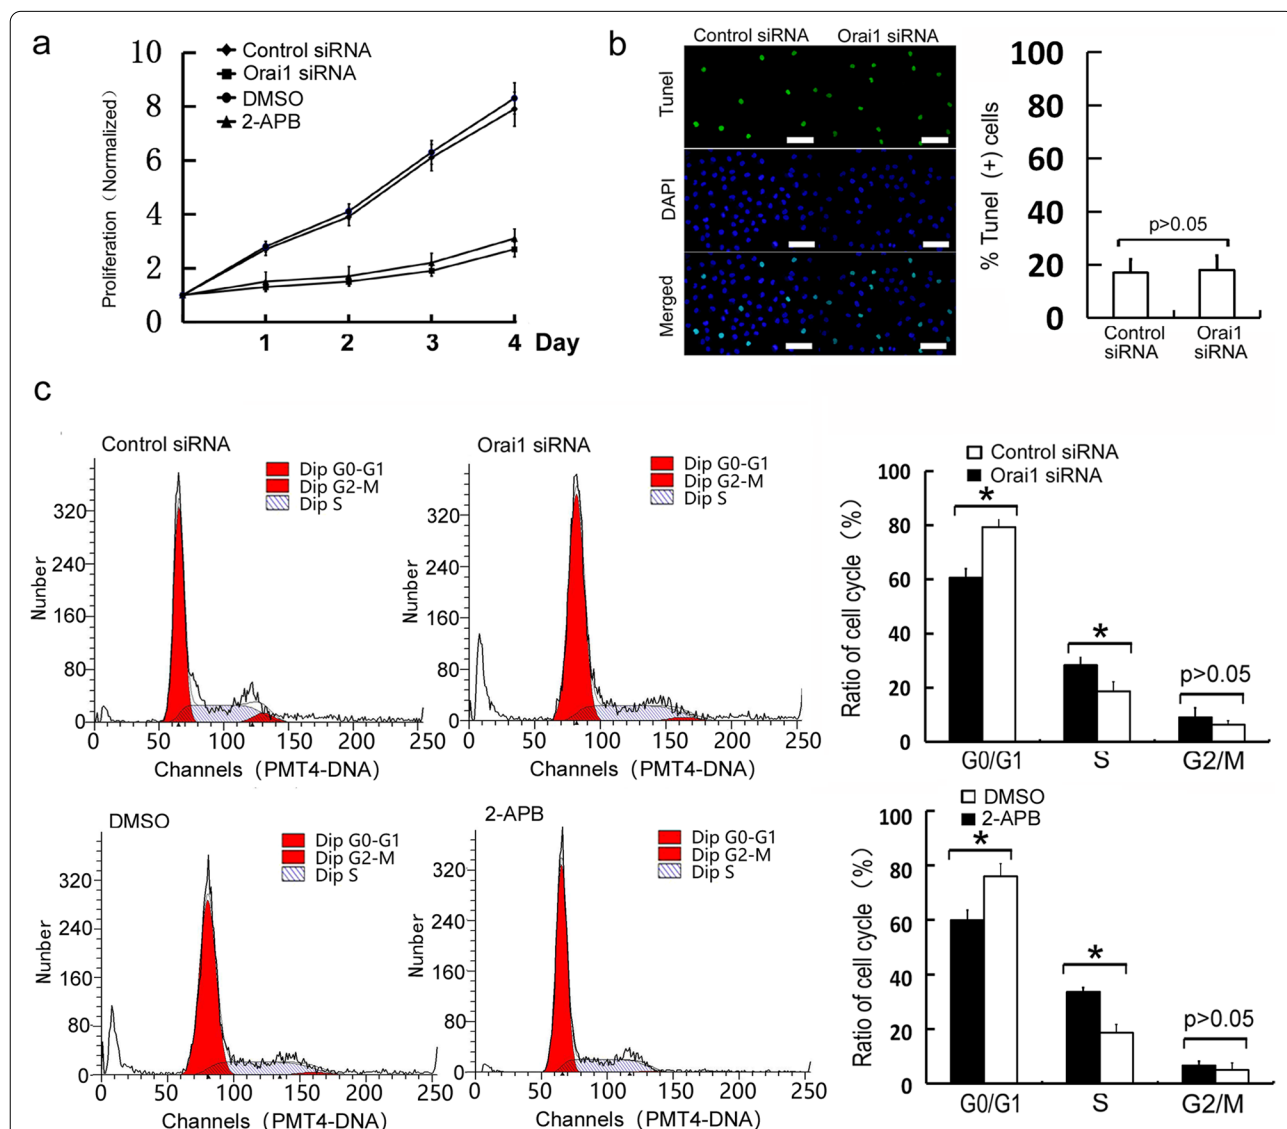 a
10
8
6
4
2
0
Proliferation (Normalized)
Control siRNA
Orai1 siRNA
DMSO
2-APB
1 2 3 4 Day
b
Control siRNA Orai1 siRNA
Tunel
DAPI
Merged
% Tunel (+) cells
100
80
60
40
20
0
p>0.05
Control siRNA
Orai1 siRNA
c
Control siRNA
Dip G0-G1
Dip G2-M
Dip S
Nunber
320
240
160
80
0
0 50 100 150 200 250
Channels (PMT4-DNA)
Orai1 siRNA
Dip G0-G1
Dip G2-M
Dip S
Nunber
320
240
160
80
0
0 50 100 150 200 250
Channels (PMT4-DNA)
Control siRNA
Orai1 siRNA
Ratio of cell cycle (%)
100
80
60
40
20
0
*
*
p>0.05
G0/G1 S G2/M
DMSO
Dip G0-G1
Dip G2-M
Dip S
Nunber
320
240
160
80
0
0 50 100 150 200 250
Channels (PMT4-DNA)
2-APB
Dip G0-G1
Dip G2-M
Dip S
Nunber
320
240
160
80
0
0 50 100 150 200 250
Channels (PMT4-DNA)
DMSO
2-APB
Ratio of cell cycle (%)
100
80
60
40
20
0
*
*
p>0.05
G0/G1 S G2/M